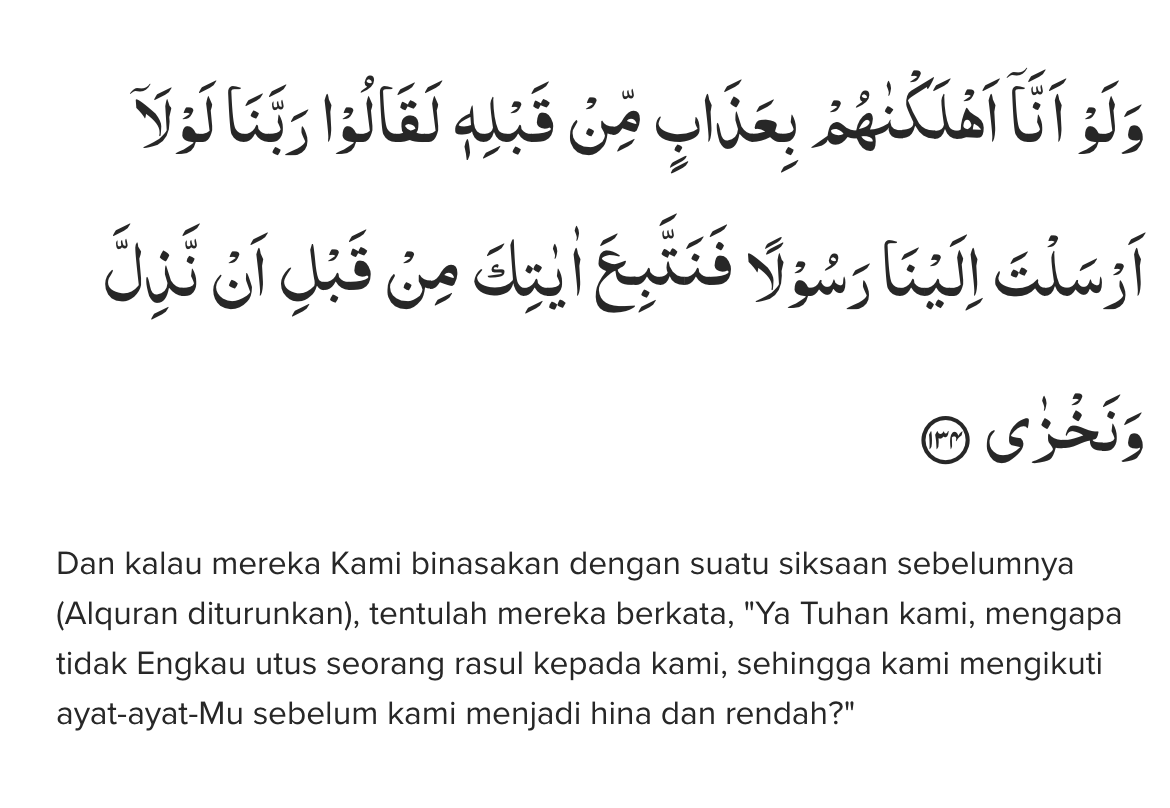 وَلَوْ اَنَّآ اَهْلَكْنٰهُمْ بِعَذَابٍ مِّنْ قَبْلِهٖ لَقَالُوْا رَبَّنَا لَوْلَآ
اَرْسَلْتَ اِلَيْنَا رَسُوْلًا فَنَتَّبِعَ اٰيٰتِكَ مِنْ قَبْلِ اَنْ نَّذِلَّ
وَنَخْزٰى ۝١٣٤
Dan kalau mereka Kami binasakan dengan suatu siksaan sebelumnya
(Alquran diturunkan), tentulah mereka berkata, "Ya Tuhan kami, mengapa
tidak Engkau utus seorang rasul kepada kami, sehingga kami mengikuti
ayat-ayat-Mu sebelum kami menjadi hina dan rendah?"